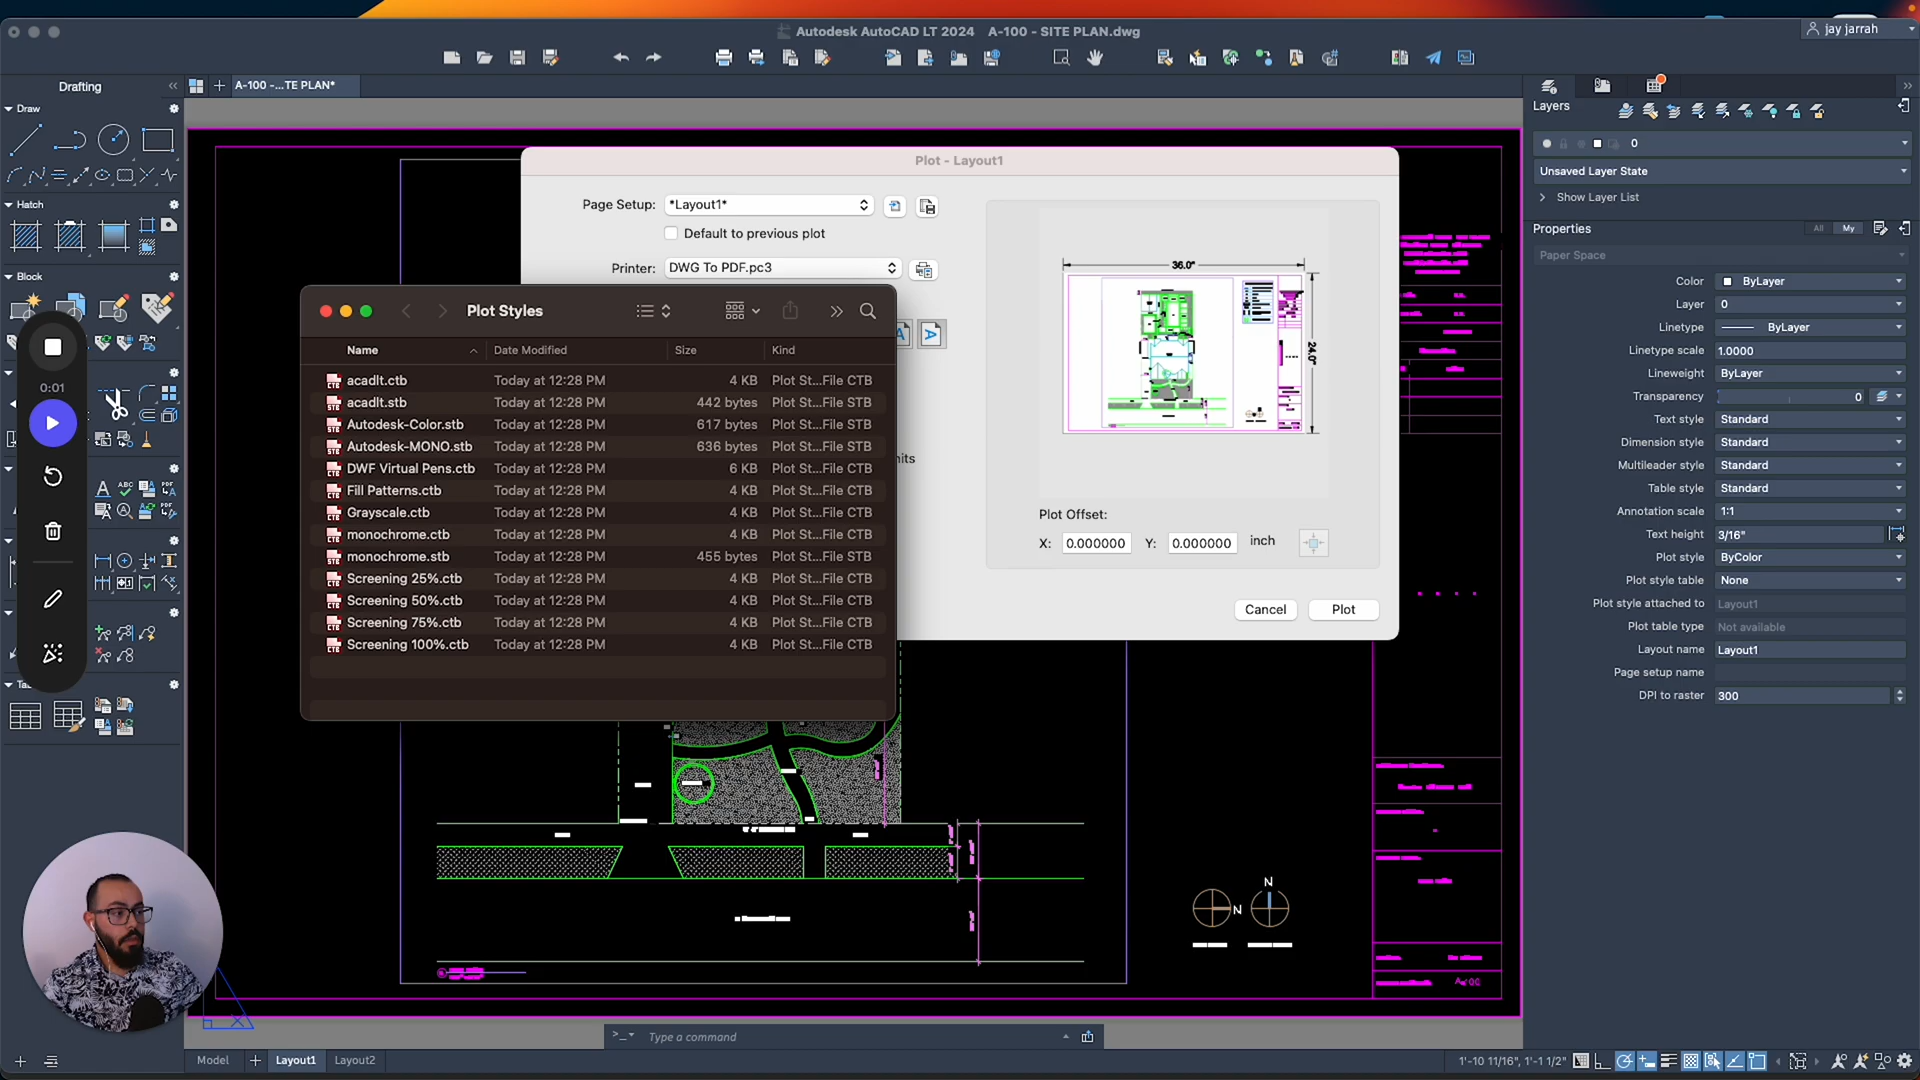 Autodesk AutoCAD LT 2024 A-100 - SITE PLAN.dwg
jay jarrah
Drafting
A-100 -...TE PLAN*
Draw
Hatch
Block
Ta
0:01
Plot - Layout1
Page Setup: *Layout1*
Default to previous plot
Printer: DWG To PDF.pc3
nits
36.0"
24.0"
Plot Offset:
X: 0.000000 Y: 0.000000 inch
Cancel Plot
Plot Styles
Name Date Modified Size Kind
acadlt.ctb Today at 12:28 PM 4 KB Plot St...File CTB
acadlt.stb Today at 12:28 PM 442 bytes Plot St...File STB
Autodesk-Color.stb Today at 12:28 PM 617 bytes Plot St...File STB
Autodesk-MONO.stb Today at 12:28 PM 636 bytes Plot St...File STB
DWF Virtual Pens.ctb Today at 12:28 PM 6 KB Plot St...File CTB
Fill Patterns.ctb Today at 12:28 PM 4 KB Plot St...File CTB
Grayscale.ctb Today at 12:28 PM 4 KB Plot St...File CTB
monochrome.ctb Today at 12:28 PM 4 KB Plot St...File CTB
monochrome.stb Today at 12:28 PM 455 bytes Plot St...File STB
Screening 25%.ctb Today at 12:28 PM 4 KB Plot St...File CTB
Screening 50%.ctb Today at 12:28 PM 4 KB Plot St...File CTB
Screening 75%.ctb Today at 12:28 PM 4 KB Plot St...File CTB
Screening 100%.ctb Today at 12:28 PM 4 KB Plot St...File CTB
N N
A-100
Layers
0
Unsaved Layer State
Show Layer List
Properties All My
Paper Space
Color ByLayer
Layer 0
Linetype ByLayer
Linetype scale 1.0000
Lineweight ByLayer
Transparency 0
Text style Standard
Dimension style Standard
Multileader style Standard
Table style Standard
Annotation scale 1:1
Text height 3/16"
Plot style ByColor
Plot style table None
Plot style attached to Layout1
Plot table type Not available
Layout name Layout1
Page setup name
DPI to raster 300
Type a command
Model Layout1 Layout2
1'-10 11/16", 1'-1 1/2"